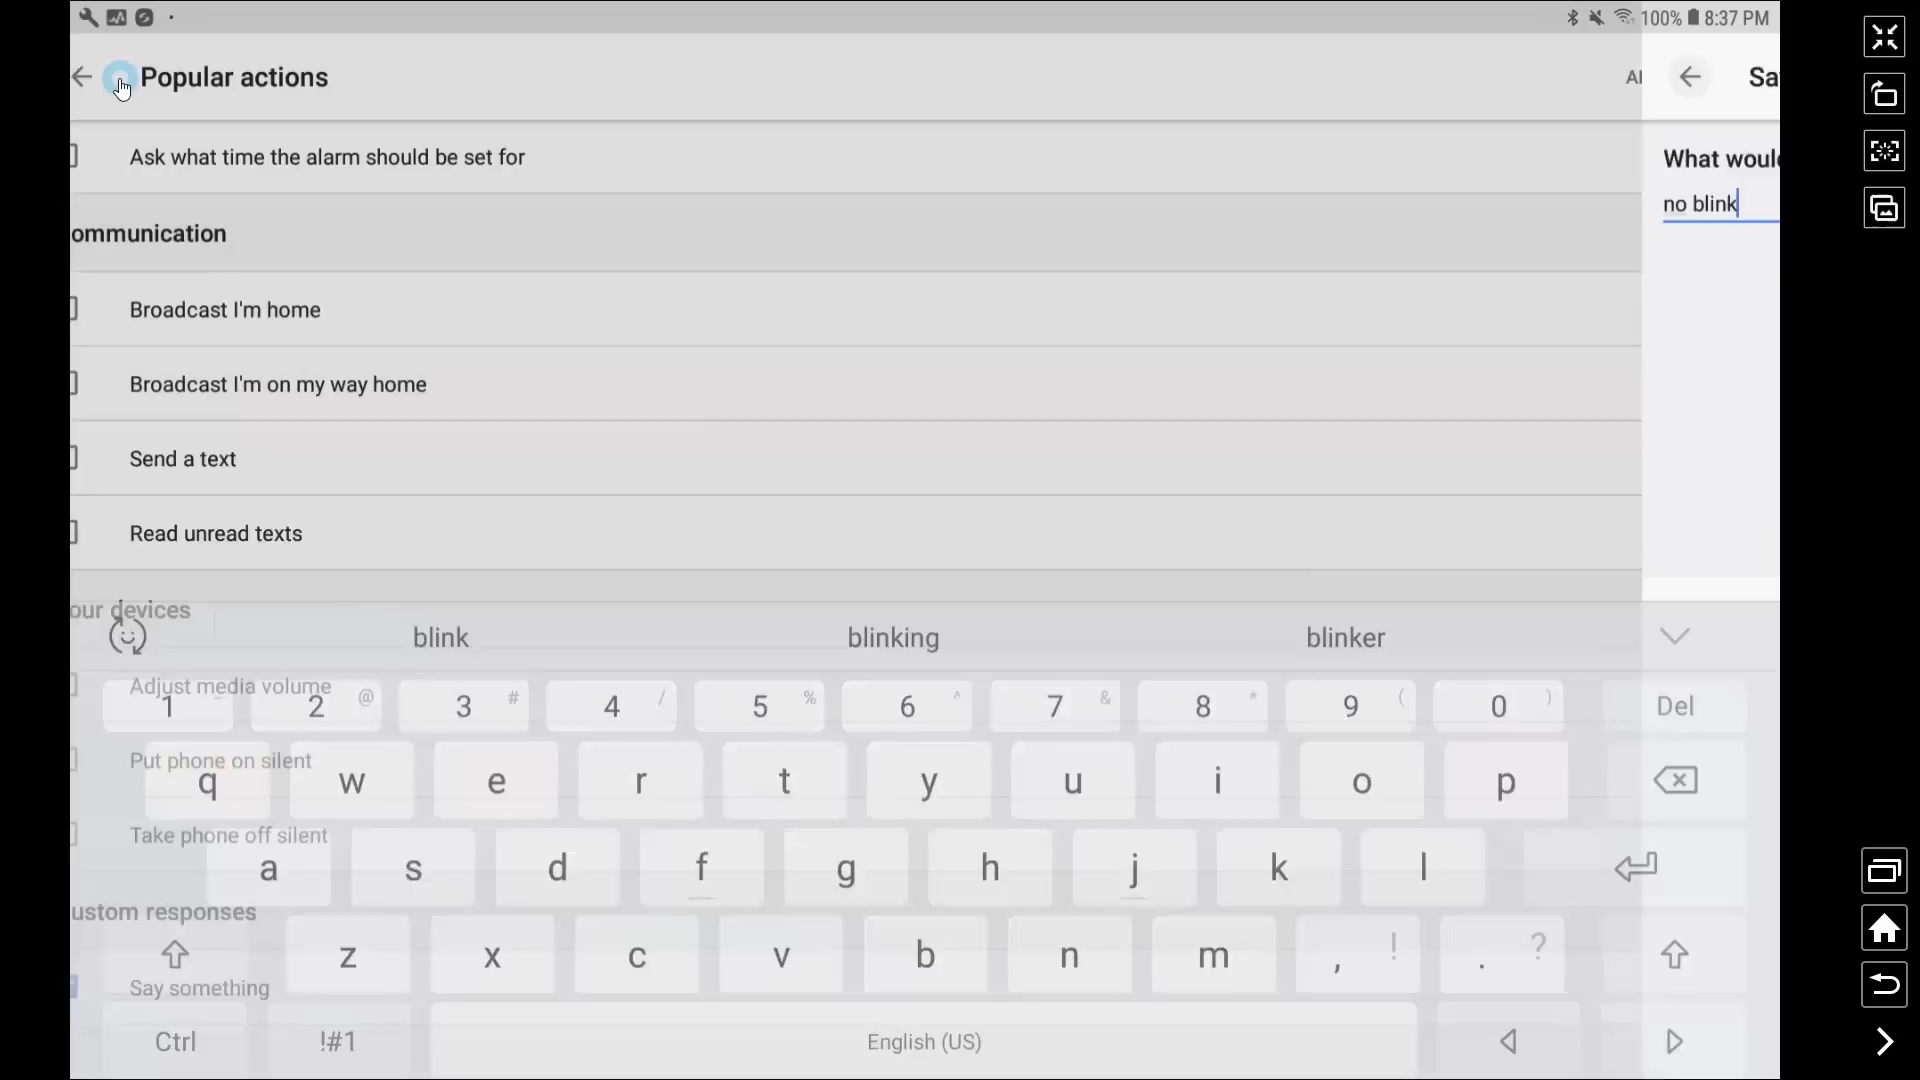 100% 8:37 PM
Popular actions
Al
Sa
Ask what time the alarm should be set for
What woul
ommunication
no blink
Broadcast I'm home
Broadcast I'm on my way home
Send a text
Read unread texts
our devices
blink blinking blinker
Adjust media volume
1 2 @ 3 # 4 / 5 % 6 ^ 7 & 8 * 9 ( 0 ) Del
Put phone on silent
q w e r t y u i o p
Take phone off silent
a s d f g h j k l
ustom responses
z x c v b n m , ! . ?
Say something
Ctrl !#1 English (US)